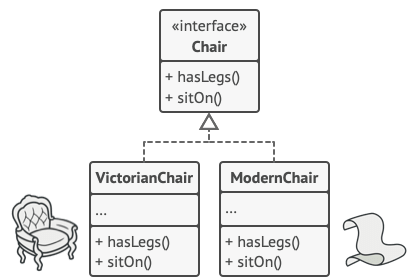 «interface»
Chair
+ hasLegs()
+ sitOn()
VictorianChair
...
+ hasLegs()
+ sitOn()
ModernChair
...
+ hasLegs()
+ sitOn()